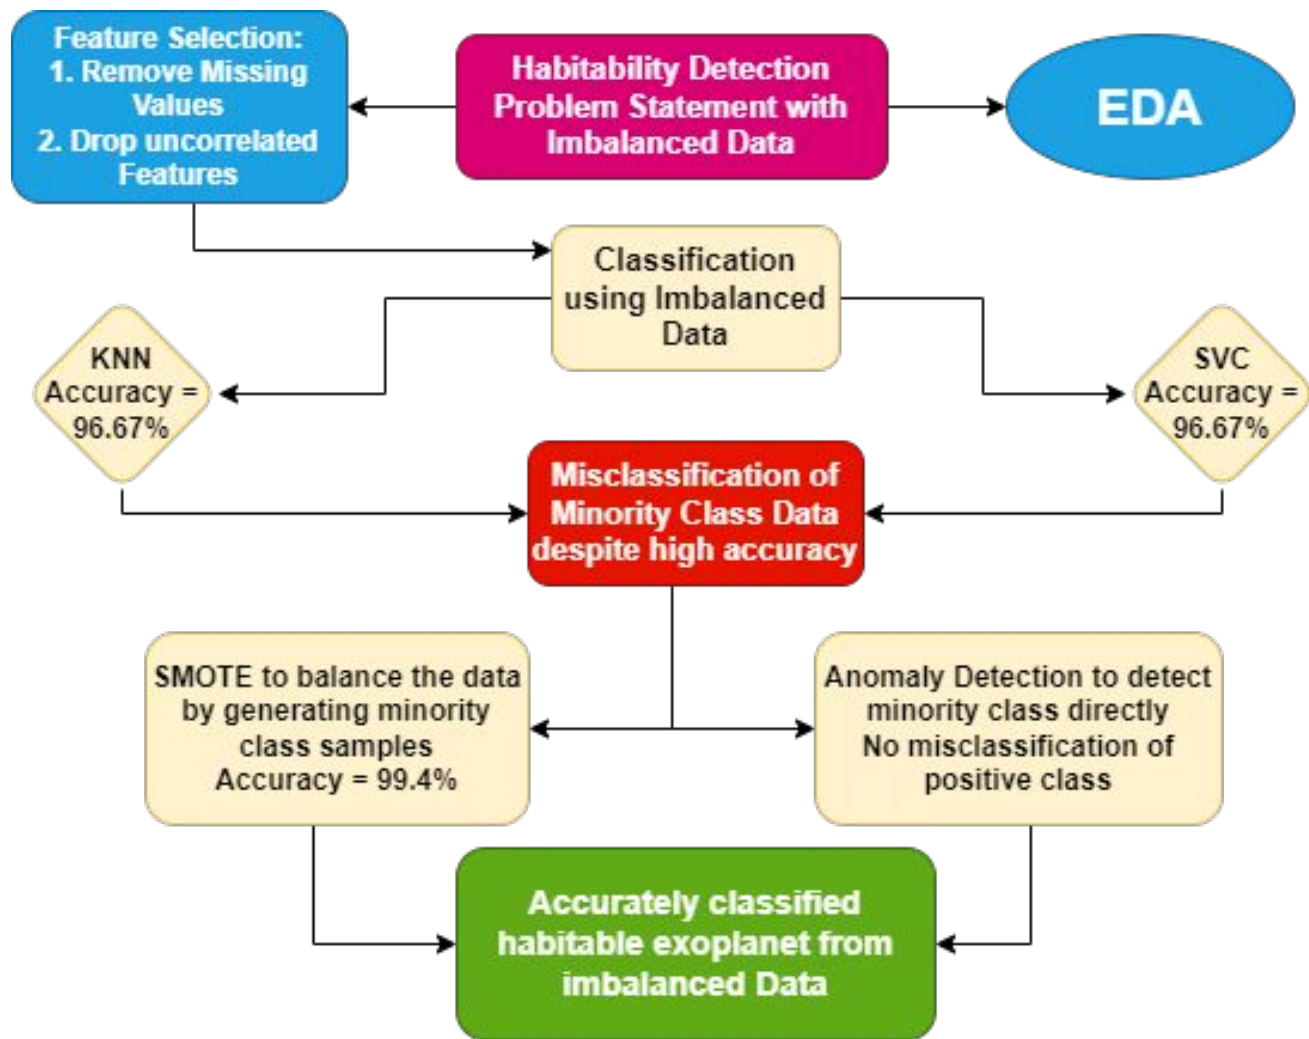 Feature Selection:
1. Remove Missing
Values
2. Drop uncorrelated
Features
Habitability Detection
Problem Statement with
Imbalanced Data
EDA
Classification
using Imbalanced
Data
KNN
Accuracy =
96.67%
SVC
Accuracy =
96.67%
Misclassification of
Minority Class Data
despite high accuracy
SMOTE to balance the data
by generating minority
class samples
Accuracy = 99.4%
Anomaly Detection to detect
minority class directly
No misclassification of
positive class
Accurately classified
habitable exoplanet from
imbalanced Data